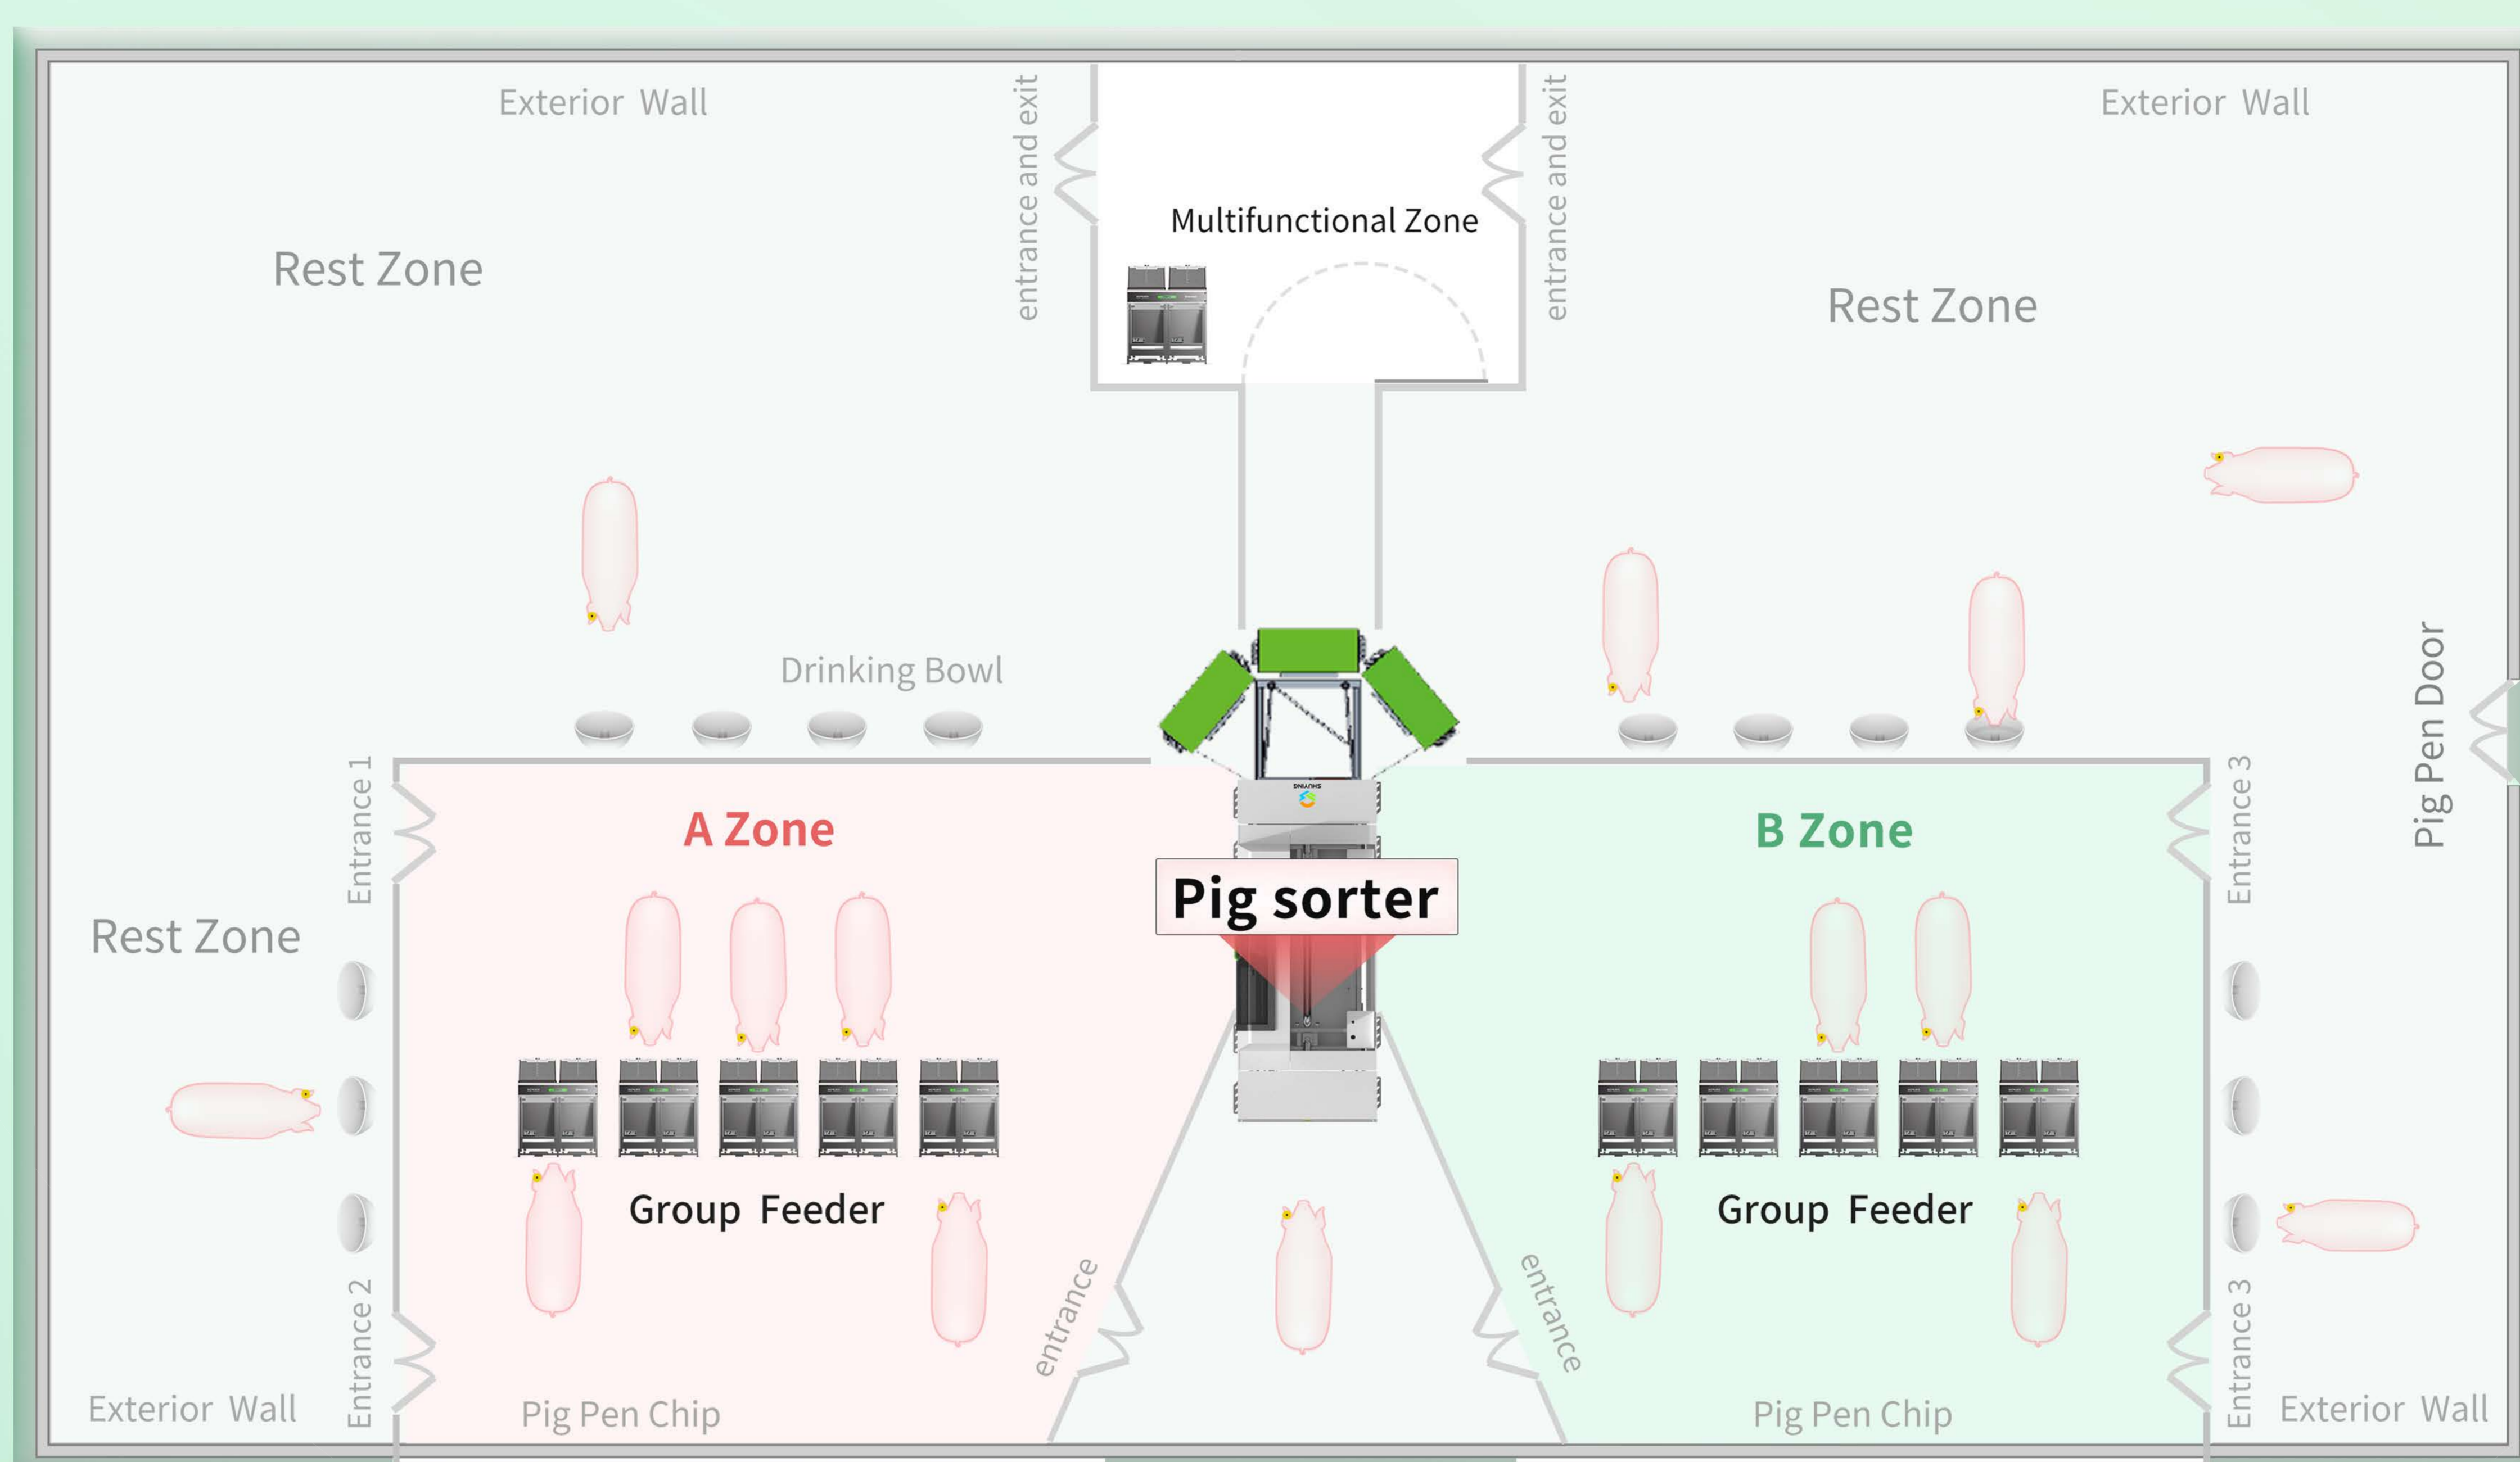 Exterior Wall
Exterior Wall
entrance and exit
entrance and exit
Multifunctional Zone
Rest Zone
Rest Zone
Drinking Bowl
Pig Pen Door
Entrance 1
Entrance 3
SHUYING
A Zone
B Zone
Pig sorter
Rest Zone
Group Feeder
Group Feeder
entrance
entrance
Entrance 2
Entrance 3
Exterior Wall
Pig Pen Chip
Pig Pen Chip
Exterior Wall